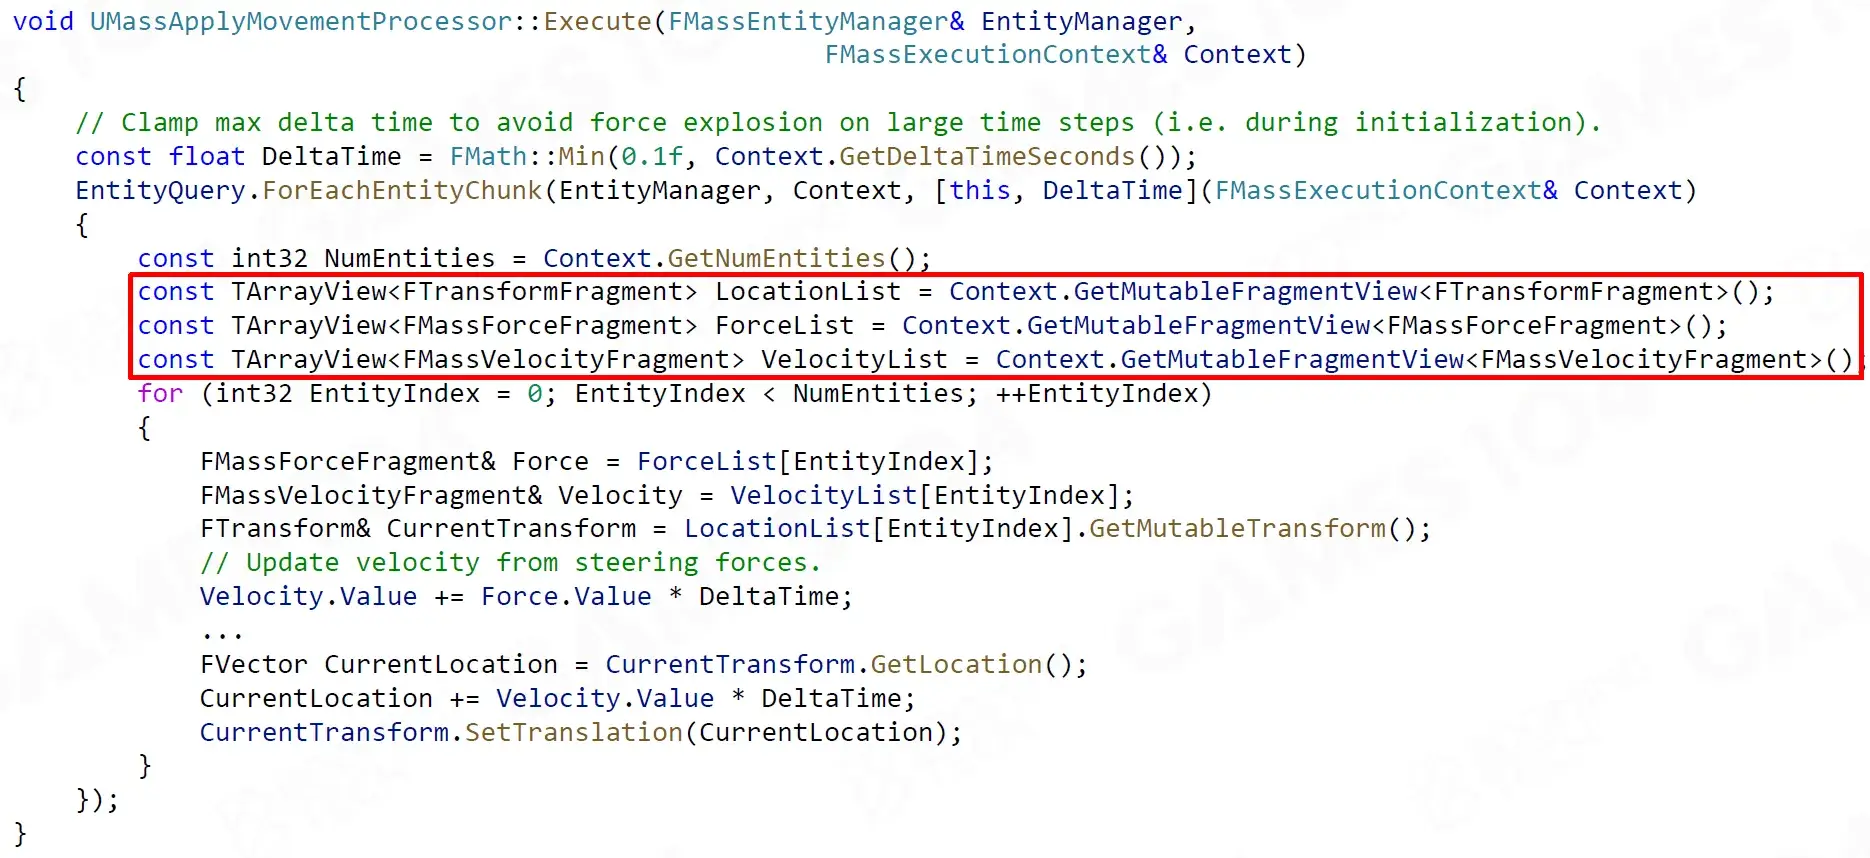 void UMassApplyMovementProcessor::Execute(FMassEntityManager& EntityManager,
FMassExecutionContext& Context)
{
// Clamp max delta time to avoid force explosion on large time steps (i.e. during initialization).
const float DeltaTime = FMath::Min(0.1f, Context.GetDeltaTimeSeconds());
EntityQuery.ForEachEntityChunk(EntityManager, Context, [this, DeltaTime](FMassExecutionContext& Context)
{
const int32 NumEntities = Context.GetNumEntities();
const TArrayView<FTransformFragment> LocationList = Context.GetMutableFragmentView<FTransformFragment>();
const TArrayView<FMassForceFragment> ForceList = Context.GetMutableFragmentView<FMassForceFragment>();
const TArrayView<FMassVelocityFragment> VelocityList = Context.GetMutableFragmentView<FMassVelocityFragment>();
for (int32 EntityIndex = 0; EntityIndex < NumEntities; ++EntityIndex)
{
FMassForceFragment& Force = ForceList[EntityIndex];
FMassVelocityFragment& Velocity = VelocityList[EntityIndex];
FTransform& CurrentTransform = LocationList[EntityIndex].GetMutableTransform();
// Update velocity from steering forces.
Velocity.Value += Force.Value * DeltaTime;
...
FVector CurrentLocation = CurrentTransform.GetLocation();
CurrentLocation += Velocity.Value * DeltaTime;
CurrentTransform.SetTranslation(CurrentLocation);
}
});
}